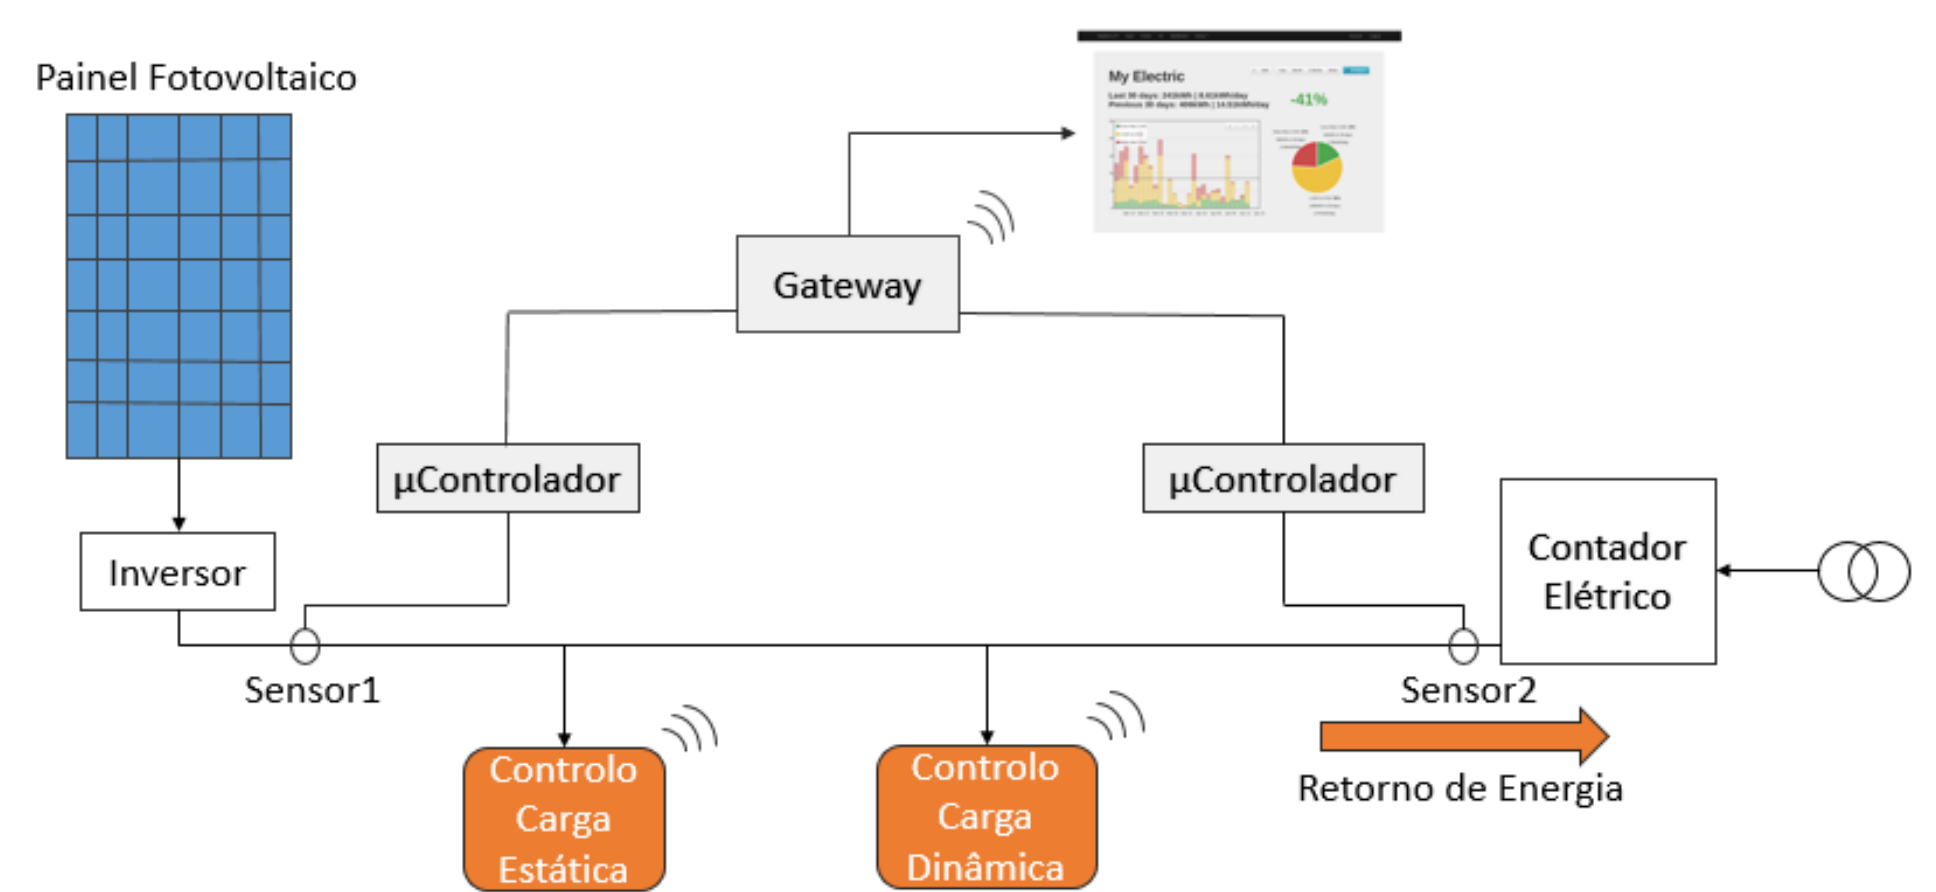 Painel Fotovoltaico
My Electric
-41%
Gateway
µControlador
µControlador
Inversor
Contador
Elétrico
Sensor1
Sensor2
Controlo
Carga
Estática
Controlo
Carga
Dinâmica
Retorno de Energia